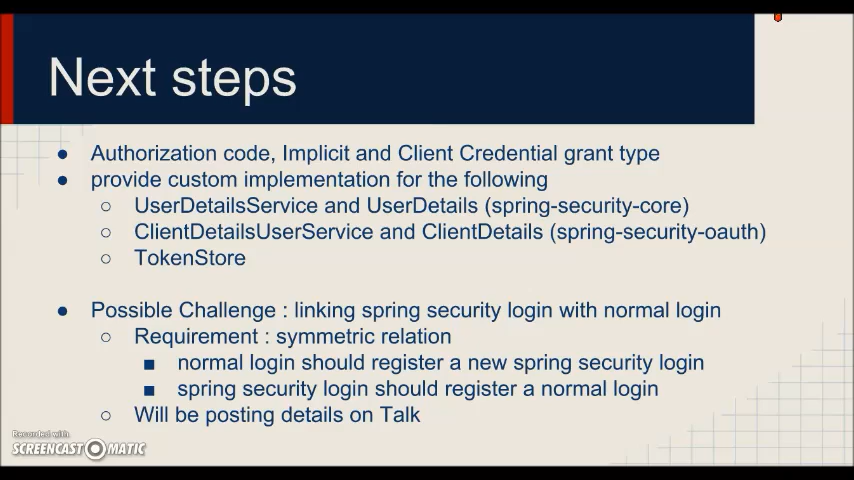 Next steps
● Authorization code, Implicit and Client Credential grant type
● provide custom implementation for the following
○ UserDetailsService and UserDetails (spring-security-core)
○ ClientDetailsUserService and ClientDetails (spring-security-oauth)
○ TokenStore
● Possible Challenge : linking spring security login with normal login
○ Requirement : symmetric relation
■ normal login should register a new spring security login
■ spring security login should register a normal login
○ Will be posting details on Talk
Recorded with
SCREENCAST O MATIC